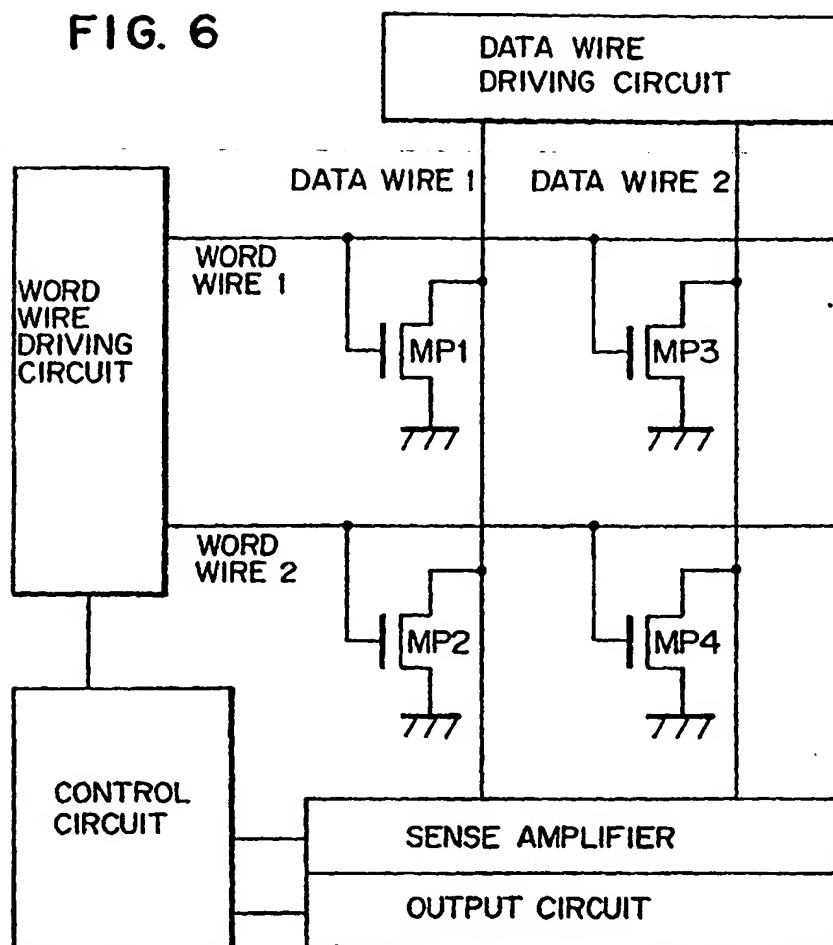 FIG. 6
DATA WIRE
DRIVING CIRCUIT
DATA WIRE 1
DATA WIRE 2
WORD
WIRE 1
WORD
WIRE
DRIVING
CIRCUIT
MP1
MP3
WORD
WIRE 2
MP2
MP4
CONTROL
CIRCUIT
SENSE AMPLIFIER
OUTPUT CIRCUIT